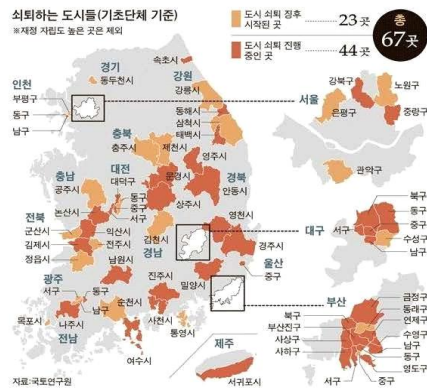 쇠퇴하는 도시들(기초단체 기준)
※재정 자립도 높은 곳은 제외
도시 쇠퇴 징후
시작된 곳
23곳
도시 쇠퇴 진행
중인 곳
44곳
총
67곳
경기
동두천시
속초시
강원
강릉시
동해시
삼척시
태백시
인천
부평구
동구
남구
충북
충주시
제천시
영주시
문경시
경북
안동시
상주시
대전
대덕구
동구
중구
서구
충남
공주시
논산시
전북
군산시
김제시
정읍시
익산시
전주시
남원시
김천시
경남
영천시
경주시
울산
중구
밀양시
진주시
사천시
통영시
광주
서구
동구
남구
순천시
목포시
나주시
전남
여수시
제주
서귀포시
서울
강북구
노원구
은평구
중랑구
관악구
대구
북구
동구
중구
서구
수성구
남구
부산
금정구
동래구
연제구
북구
부산진구
수영구
사상구
남구
사하구
동구
영도구
서구
중구
자료:국토연구원